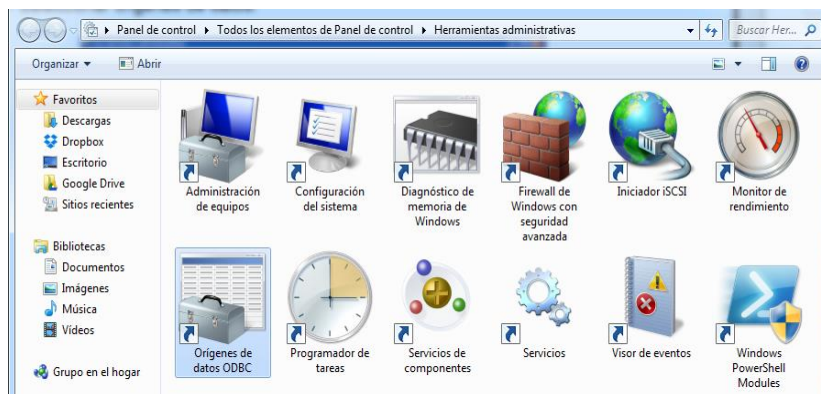 Panel de control ▸ Todos los elementos de Panel de control ▸ Herramientas administrativas
Buscar Her...
Organizar
Abrir
Favoritos
Descargas
Dropbox
Escritorio
Google Drive
Sitios recientes
Bibliotecas
Documentos
Imágenes
Música
Vídeos
Grupo en el hogar
Administración
de equipos
Configuración
del sistema
Diagnóstico de
memoria de
Windows
Firewall de
Windows con
seguridad
avanzada
Iniciador iSCSI
Monitor de
rendimiento
Orígenes de
datos ODBC
Programador de
tareas
Servicios de
componentes
Servicios
Visor de eventos
Windows
PowerShell
Modules